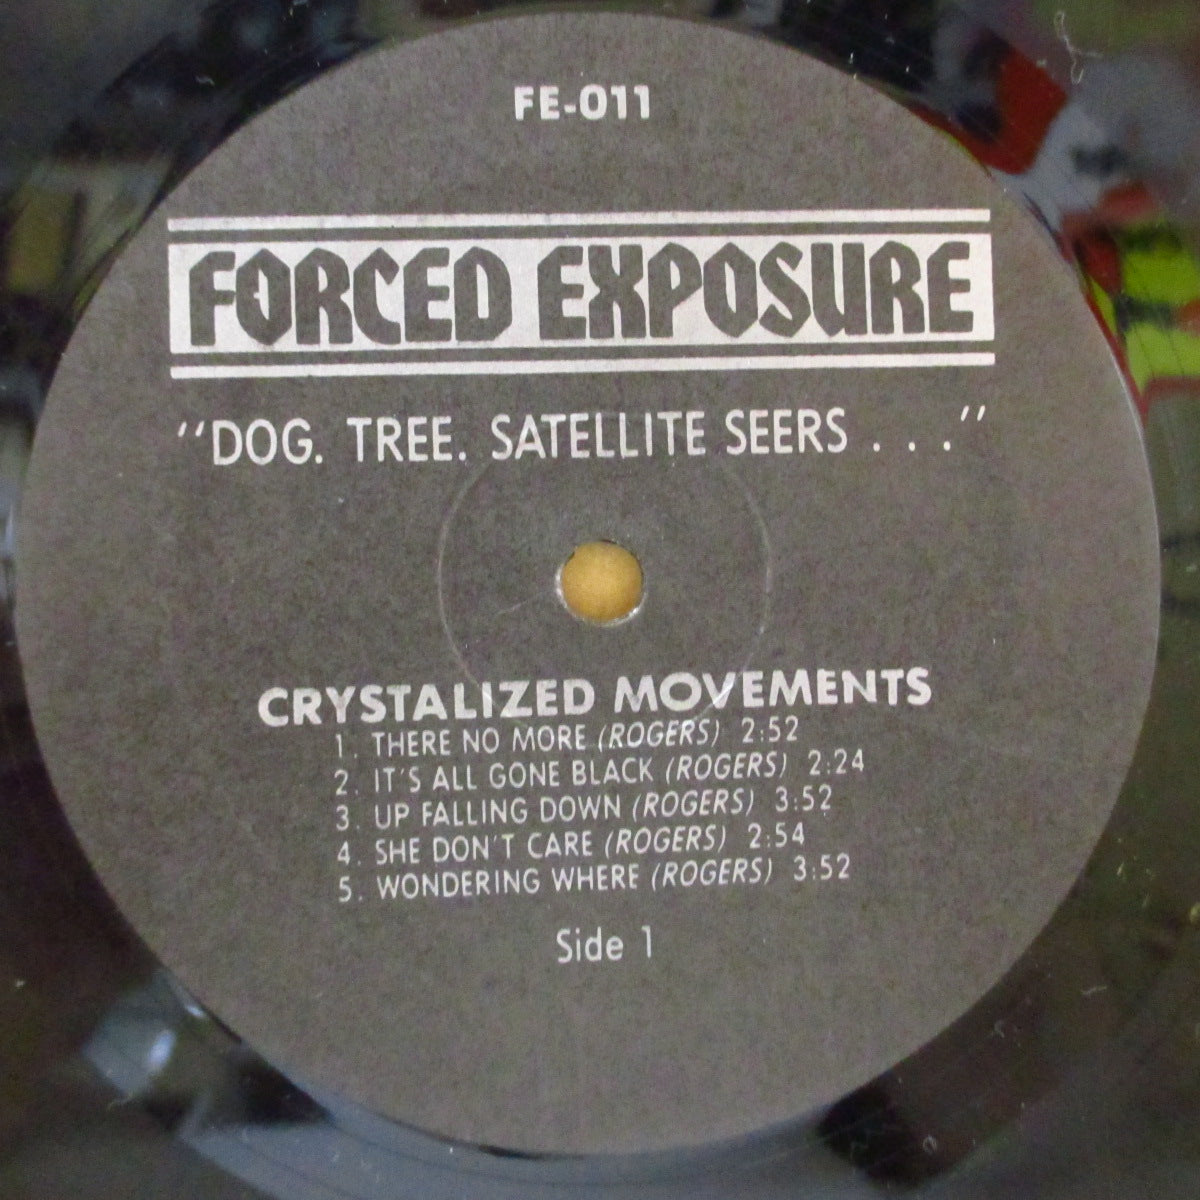 FE-011
FORCED EXPOSURE
"DOG. TREE. SATELLITE SEERS . . ."
CRYSTALIZED MOVEMENTS
1. THERE NO MORE (ROGERS) 2:52
2. IT'S ALL GONE BLACK (ROGERS) 2:24
3. UP FALLING DOWN (ROGERS) 3:52
4. SHE DON'T CARE (ROGERS) 2:54
5. WONDERING WHERE (ROGERS) 3:52
Side 1